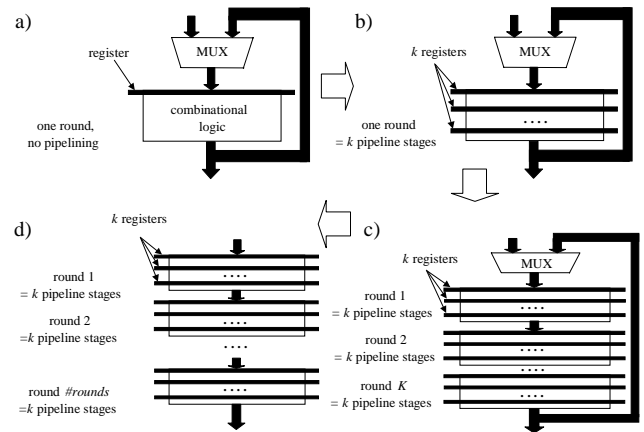 a)
MUX
register
combinational
logic
one round,
no pipelining
b)
k registers
MUX
. . . .
one round
= k pipeline stages
d)
k registers
. . . .
round 1
= k pipeline stages
round 2
=k pipeline stages
. . . .
. . . .
round #rounds
=k pipeline stages
. . . .
c)
k registers
MUX
round 1
= k pipeline stages
. . . .
round 2
= k pipeline stages
. . . .
. . . .
round K
= k pipeline stages
. . . .